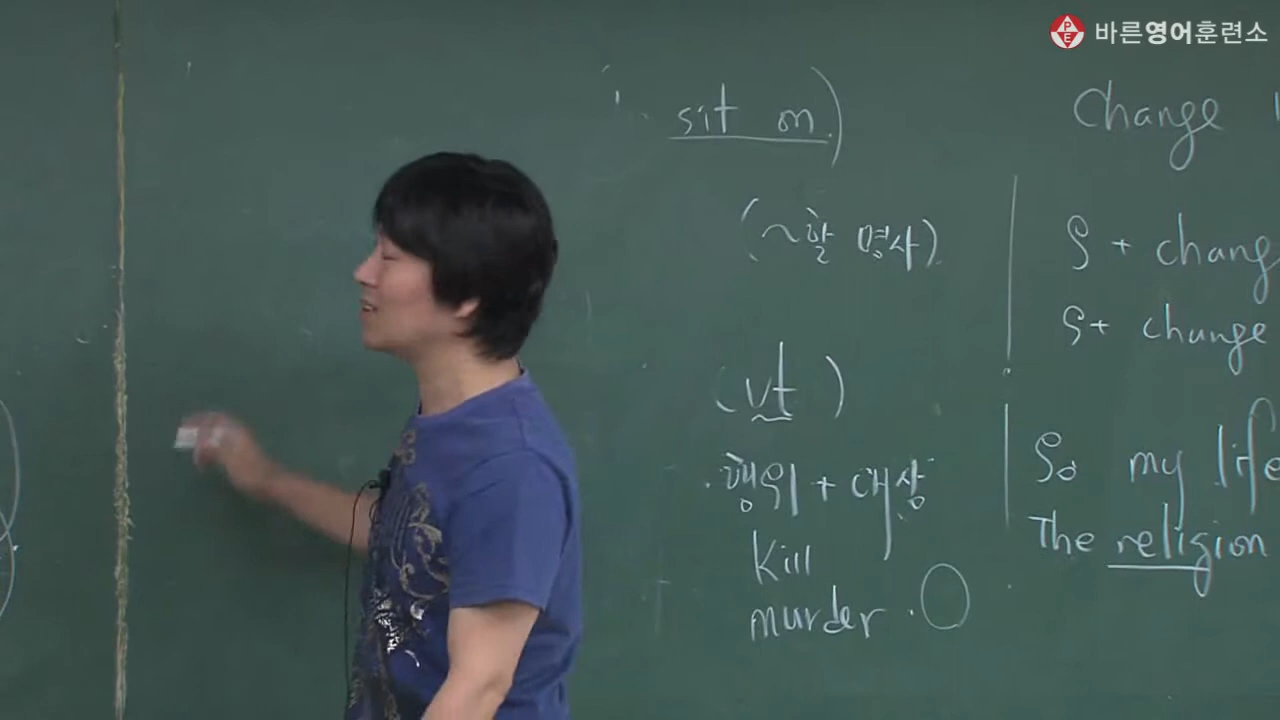 바른영어훈련소
sit on)
(~할 명사)
(vt)
행위 + 대상
kill
murder
Change
S + chang
S + change
So my life
The religion